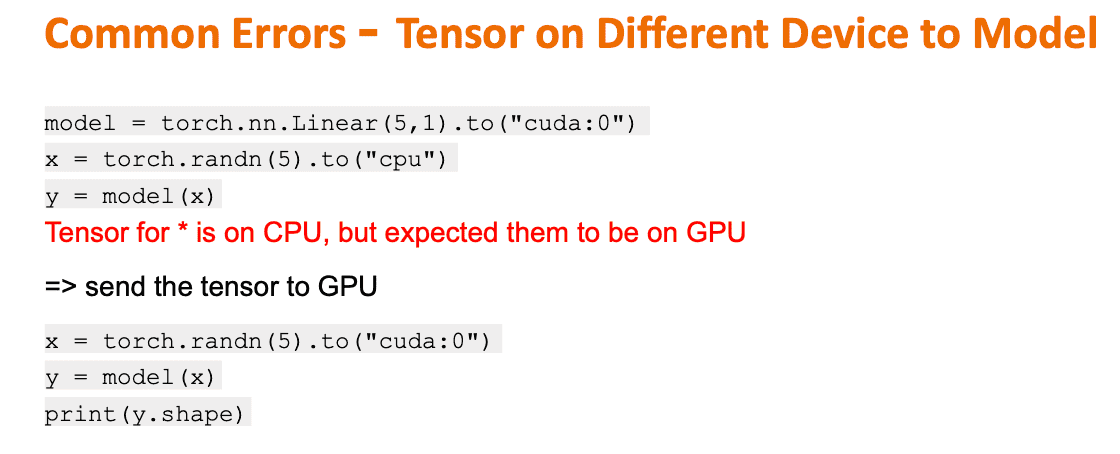 Common Errors – Tensor on Different Device to Model
model = torch.nn.Linear(5,1).to("cuda:0")
x = torch.randn(5).to("cpu")
y = model(x)
Tensor for * is on CPU, but expected them to be on GPU
=> send the tensor to GPU
x = torch.randn(5).to("cuda:0")
y = model(x)
print(y.shape)